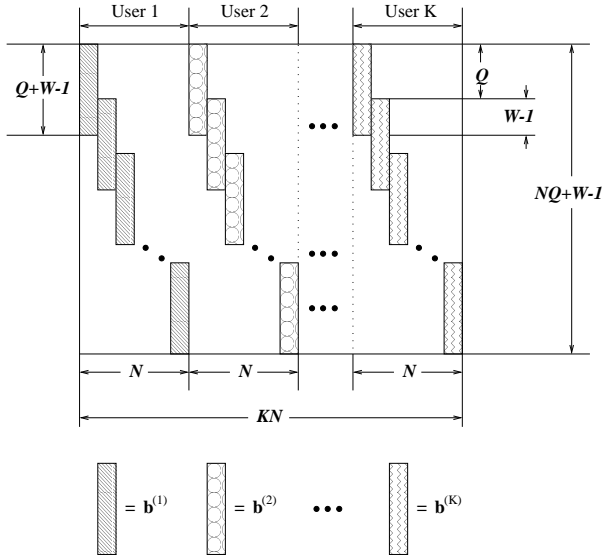 User 1 User 2 User K
Q+W-1
Q
W-1
NQ+W-1
N N N
KN
= b^(1) = b^(2) = b^(K)